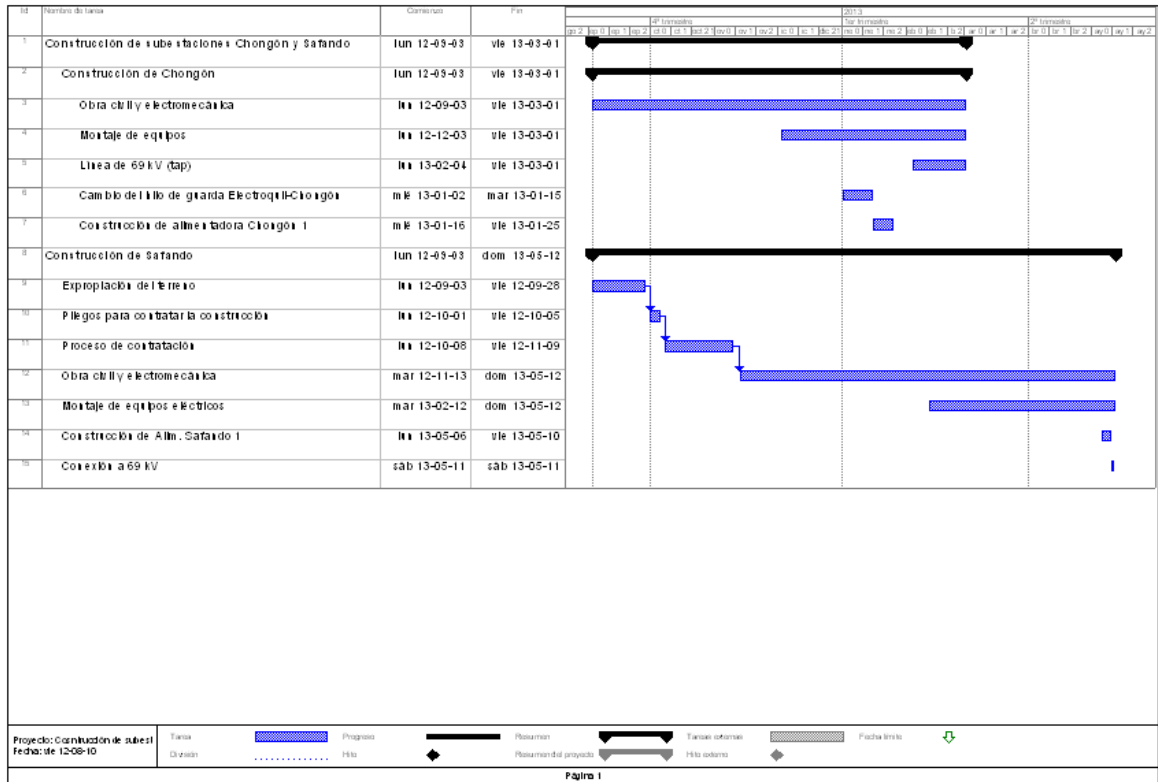 Id Nombre de tarea Comienzo Fin
2013
4º trimestre 1er trimestre 2º trimestre
1 Construcción de subestaciones Chongón y Safando lun 12-09-03 vie 13-03-01
2 Construcción de Chongón lun 12-09-03 vie 13-03-01
3 Obra civil y electromecánica lun 12-09-03 vie 13-03-01
4 Montaje de equipos lun 12-12-03 vie 13-03-01
5 Línea de 69 kV (tap) lun 13-02-04 vie 13-03-01
6 Cambio del hilo de guarda Electroquil-Chongón mié 13-01-02 mar 13-01-15
7 Construcción de alimentadora Chongón 1 mié 13-01-16 vie 13-01-25
8 Construcción de Safando lun 12-09-03 dom 13-05-12
9 Expropiación del terreno lun 12-09-03 vie 12-09-28
10 Pliegos para contratar la construcción lun 12-10-01 vie 12-10-05
11 Proceso de contratación lun 12-10-08 vie 12-11-09
12 Obra civil y electromecánica mar 12-11-13 dom 13-05-12
13 Montaje de equipos eléctricos mar 13-02-12 dom 13-05-12
14 Construcción de Alim. Safando 1 lun 13-05-06 vie 13-05-10
15 Conexión a 69 kV sáb 13-05-11 sáb 13-05-11
Proyecto: Construcción de subest
Fecha: vie 12-08-10
Tarea Progreso Resumen Tareas externas Fecha límite
División Hito Resumen del proyecto Hito externo
Página 1